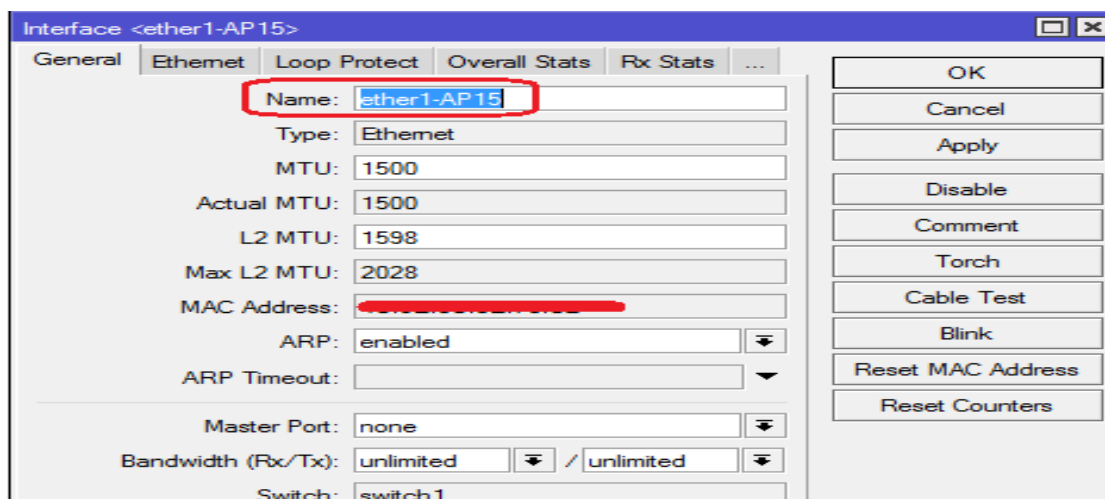 Interface <ether1-AP15>
General Ethernet Loop Protect Overall Stats Rx Stats ...
Name: ether1-AP15
Type: Ethernet
MTU: 1500
Actual MTU: 1500
L2 MTU: 1598
Max L2 MTU: 2028
MAC Address:
ARP: enabled
ARP Timeout:
Master Port: none
Bandwidth (Rx/Tx): unlimited / unlimited
Switch: switch1
OK
Cancel
Apply
Disable
Comment
Torch
Cable Test
Blink
Reset MAC Address
Reset Counters